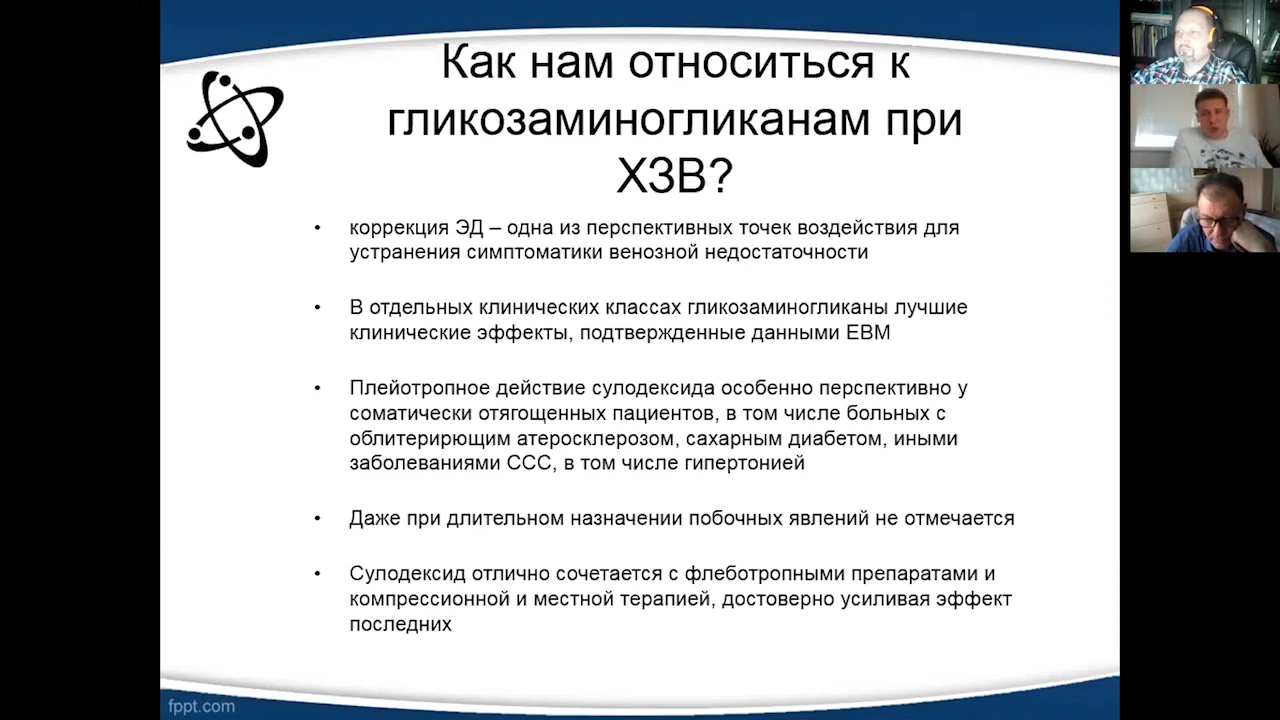 Как нам относиться к
гликозаминогликанам при
ХЗВ?
• коррекция ЭД – одна из перспективных точек воздействия для
устранения симптоматики венозной недостаточности
• В отдельных клинических классах гликозаминогликаны лучшие
клинические эффекты, подтвержденные данными ЕВМ
• Плейотропное действие сулодексида особенно перспективно у
соматически отягощенных пациентов, в том числе больных с
облитерирющим атеросклерозом, сахарным диабетом, иными
заболеваниями ССС, в том числе гипертонией
• Даже при длительном назначении побочных явлений не отмечается
• Сулодексид отлично сочетается с флеботропными препаратами и
компрессионной и местной терапией, достоверно усиливая эффект
последних
fppt.com